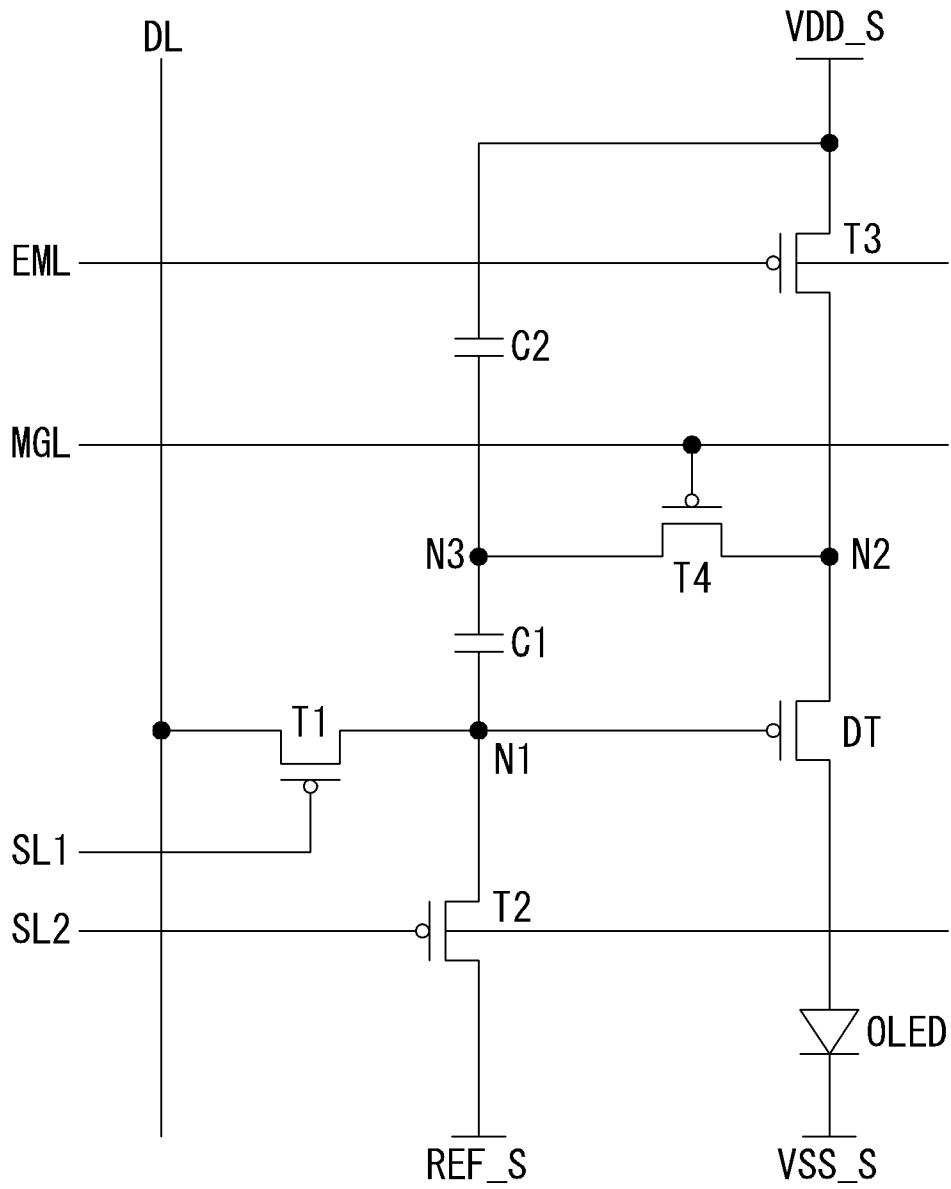 DL
VDD_S
T3
EML
C2
MGL
N3
N2
T4
C1
T1
DT
N1
SL1
T2
SL2
OLED
REF_S
VSS_S